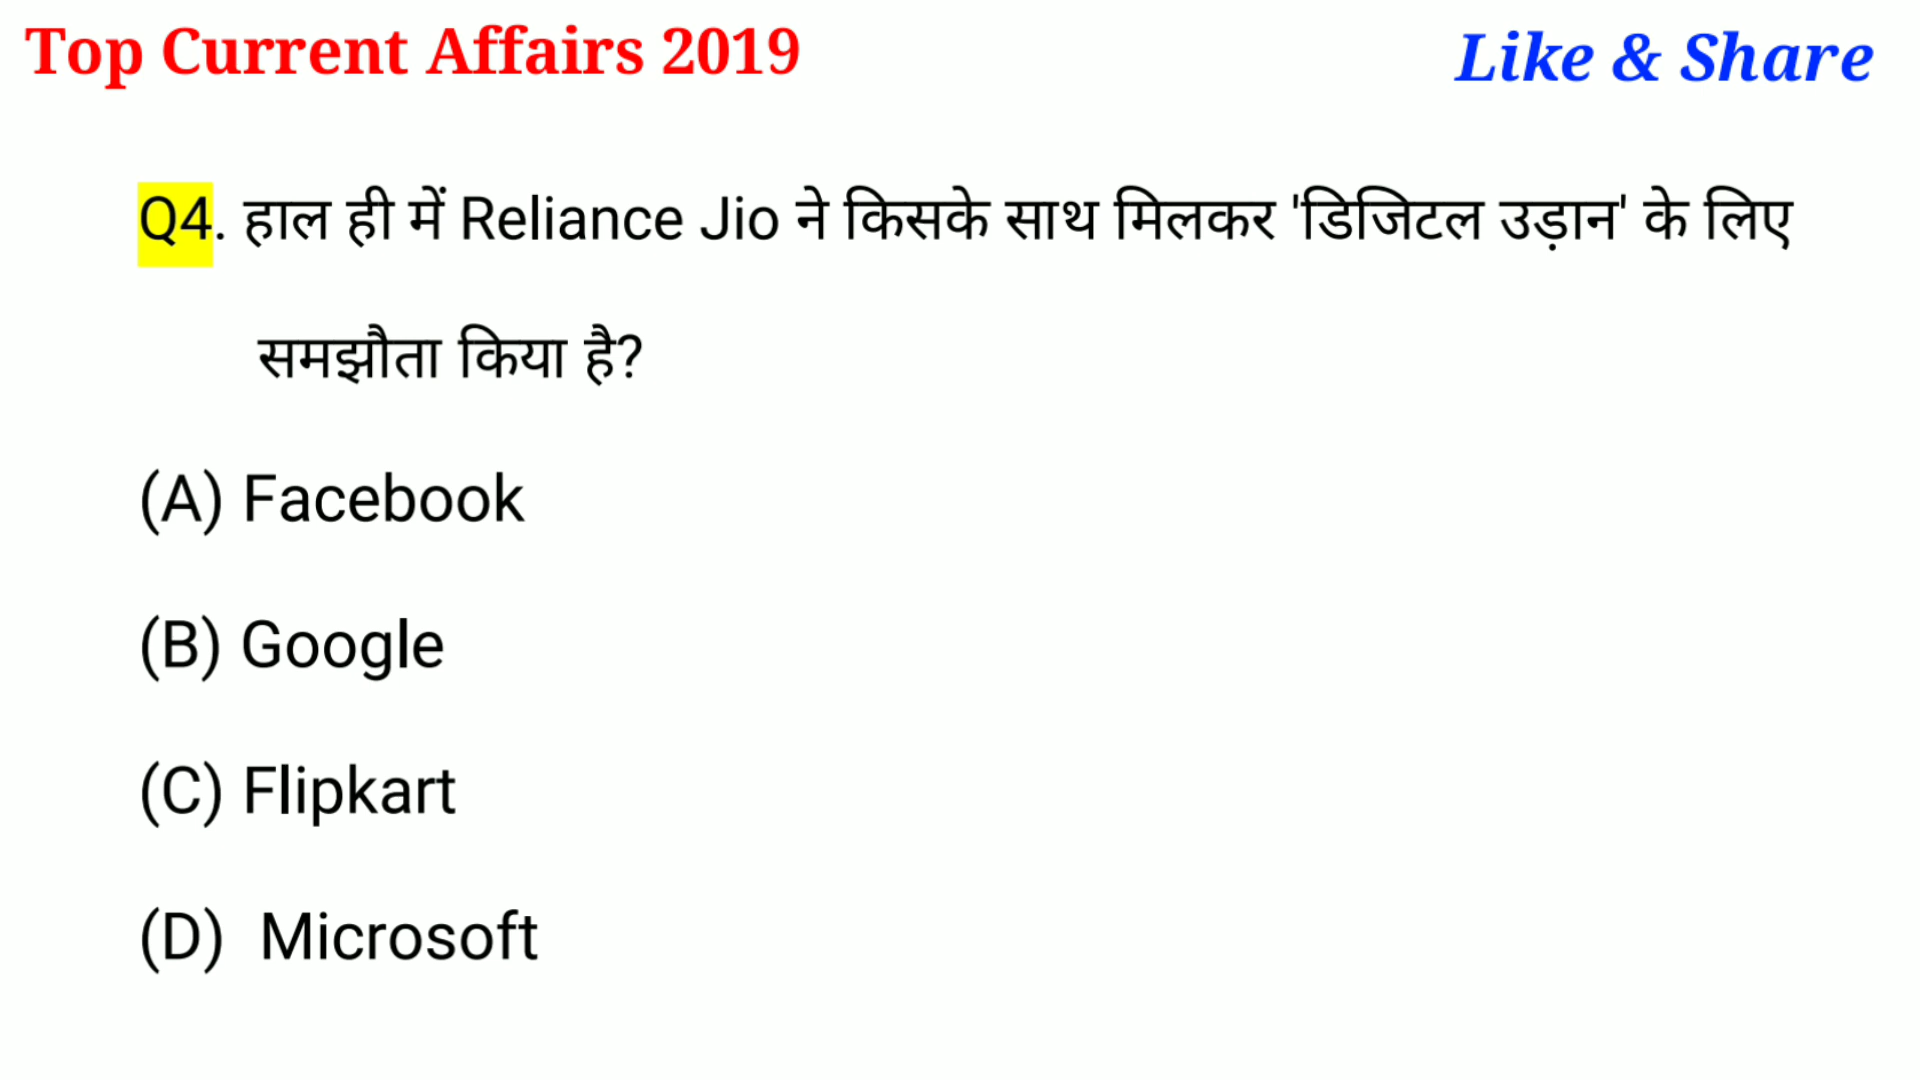 Top Current Affairs 2019
Like & Share
Q4. हाल ही में Reliance Jio ने किसके साथ मिलकर 'डिजिटल उड़ान' के लिए
समझौता किया है?
(A) Facebook
(B) Google
(C) Flipkart
(D) Microsoft